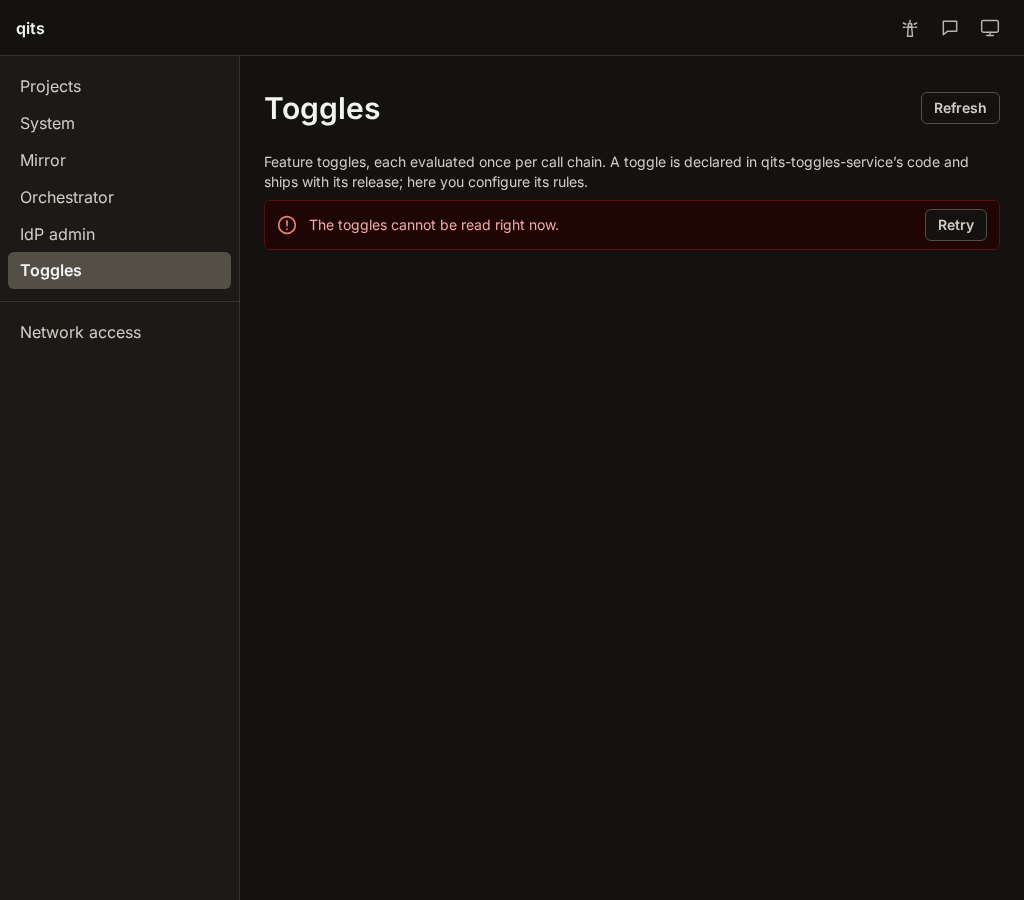 qits
Projects
System
Mirror
Orchestrator
IdP admin
Toggles
Network access
Toggles
Refresh
Feature toggles, each evaluated once per call chain. A toggle is declared in qits-toggles-service’s code and
ships with its release; here you configure its rules.
The toggles cannot be read right now.
Retry